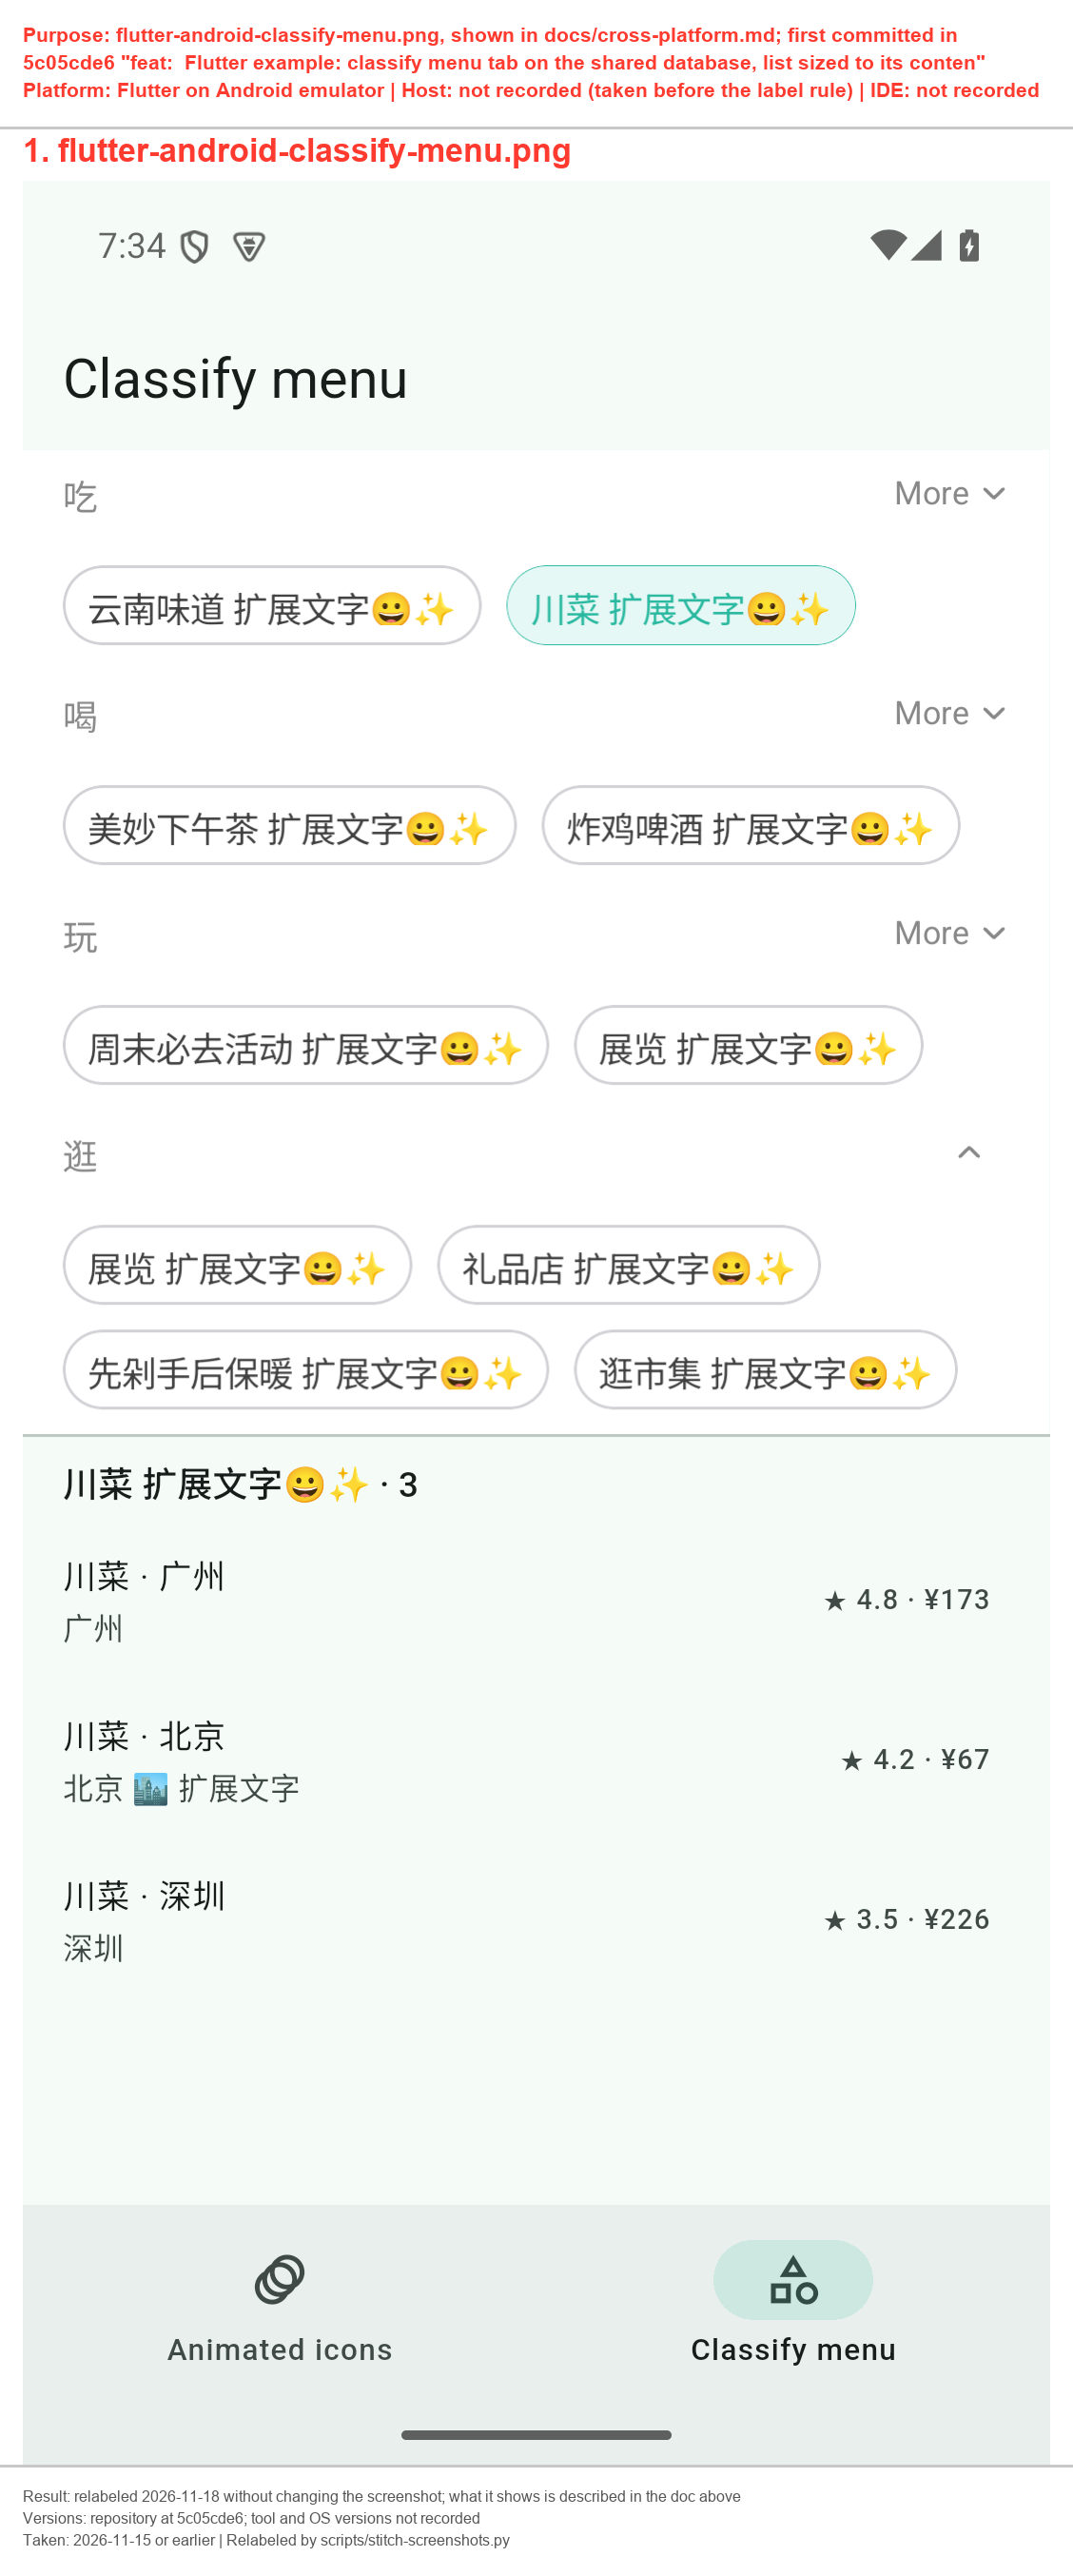 Purpose: flutter-android-classify-menu.png, shown in docs/cross-platform.md; first committed in
5c05cde6 "feat:  Flutter example: classify menu tab on the shared database, list sized to its conten"
Platform: Flutter on Android emulator | Host: not recorded (taken before the label rule) | IDE: not recorded
1. flutter-android-classify-menu.png
7:34
Classify menu
吃 More
云南味道 扩展文字😀✨ 川菜 扩展文字😀✨
喝 More
美妙下午茶 扩展文字😀✨ 炸鸡啤酒 扩展文字😀✨
玩 More
周末必去活动 扩展文字😀✨ 展览 扩展文字😀✨
逛
展览 扩展文字😀✨ 礼品店 扩展文字😀✨
先剁手后保暖 扩展文字😀✨ 逛市集 扩展文字😀✨
川菜 扩展文字😀✨ · 3
川菜 · 广州
广州
★ 4.8 · ¥173
川菜 · 北京
北京 🏙️ 扩展文字
★ 4.2 · ¥67
川菜 · 深圳
深圳
★ 3.5 · ¥226
Animated icons Classify menu
Result: relabeled 2026-11-18 without changing the screenshot; what it shows is described in the doc above
Versions: repository at 5c05cde6; tool and OS versions not recorded
Taken: 2026-11-15 or earlier | Relabeled by scripts/stitch-screenshots.py